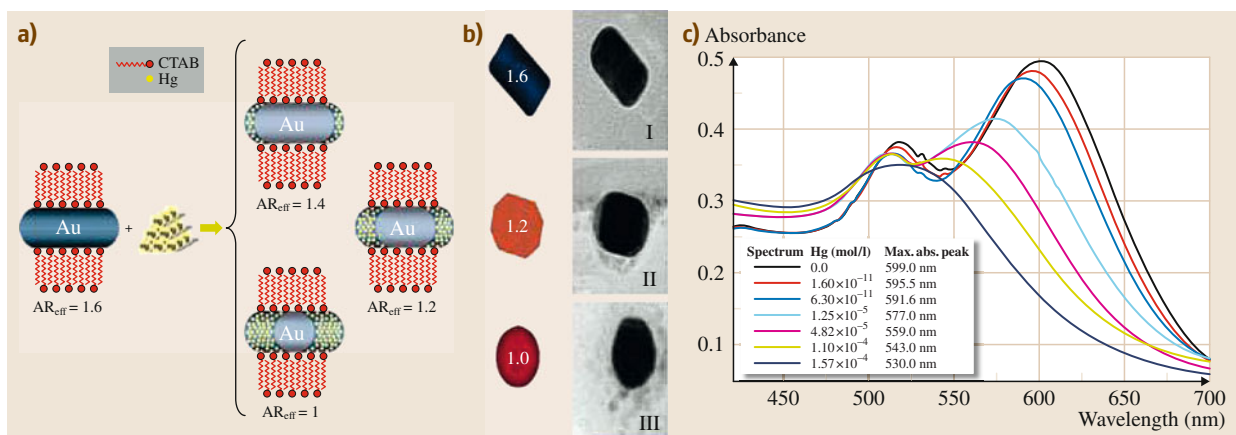 a)
CTAB
Hg
Au
AR_eff = 1.4
Au
+
AR_eff = 1.6
Au
AR_eff = 1.2
Au
AR_eff = 1
b)
1.6
I
1.2
II
1.0
III
c) Absorbance
0.5
0.4
0.3
0.2
0.1
Spectrum Hg (mol/l) Max. abs. peak
0.0 599.0 nm
1.60×10⁻¹¹ 595.5 nm
6.30×10⁻¹¹ 591.6 nm
1.25×10⁻⁵ 577.0 nm
4.82×10⁻⁵ 559.0 nm
1.10×10⁻⁴ 543.0 nm
1.57×10⁻⁴ 530.0 nm
450 500 550 600 650 700
Wavelength (nm)